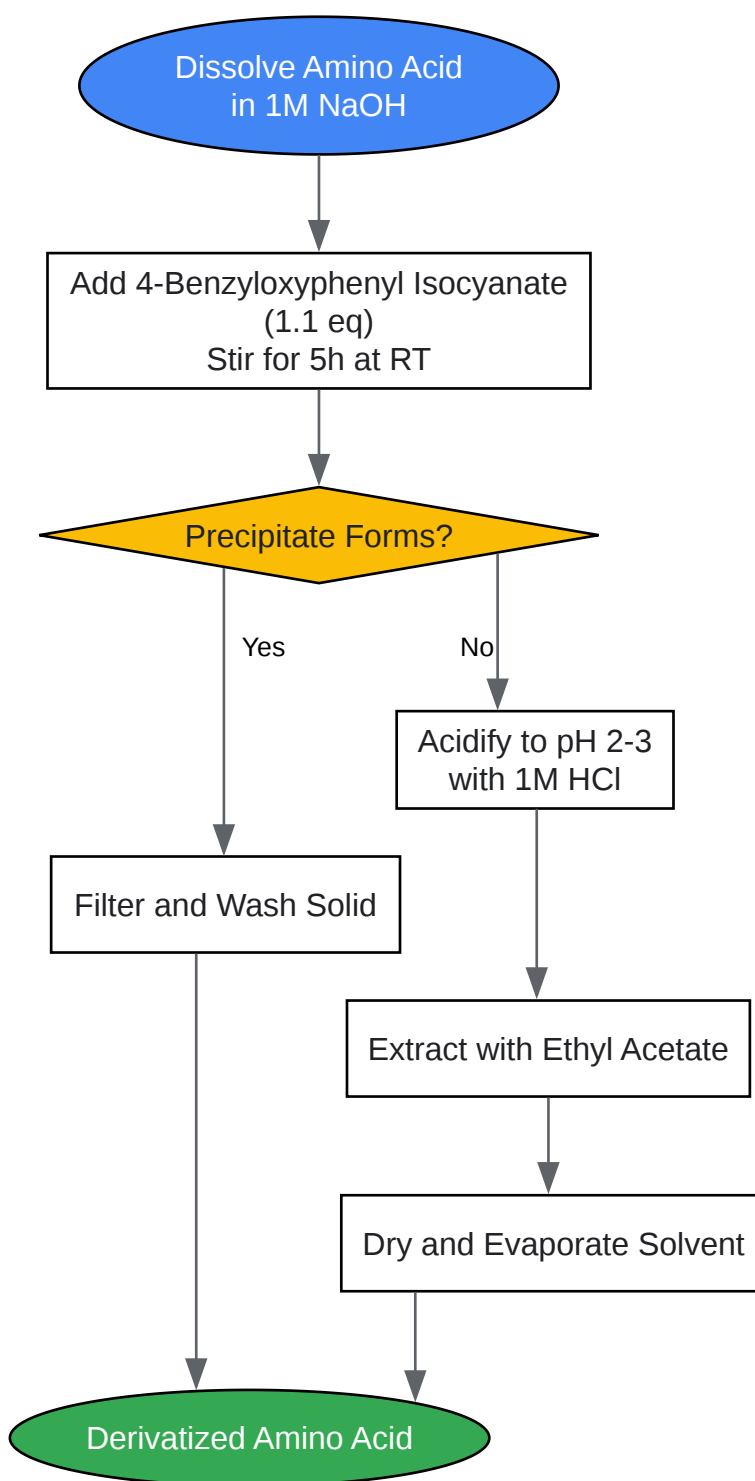 Dissolve Amino Acid
in 1M NaOH
Add 4-Benzyloxyphenyl Isocyanate
(1.1 eq)
Stir for 5h at RT
Precipitate Forms?
Yes
No
Acidify to pH 2-3
with 1M HCl
Filter and Wash Solid
Extract with Ethyl Acetate
Dry and Evaporate Solvent
Derivatized Amino Acid